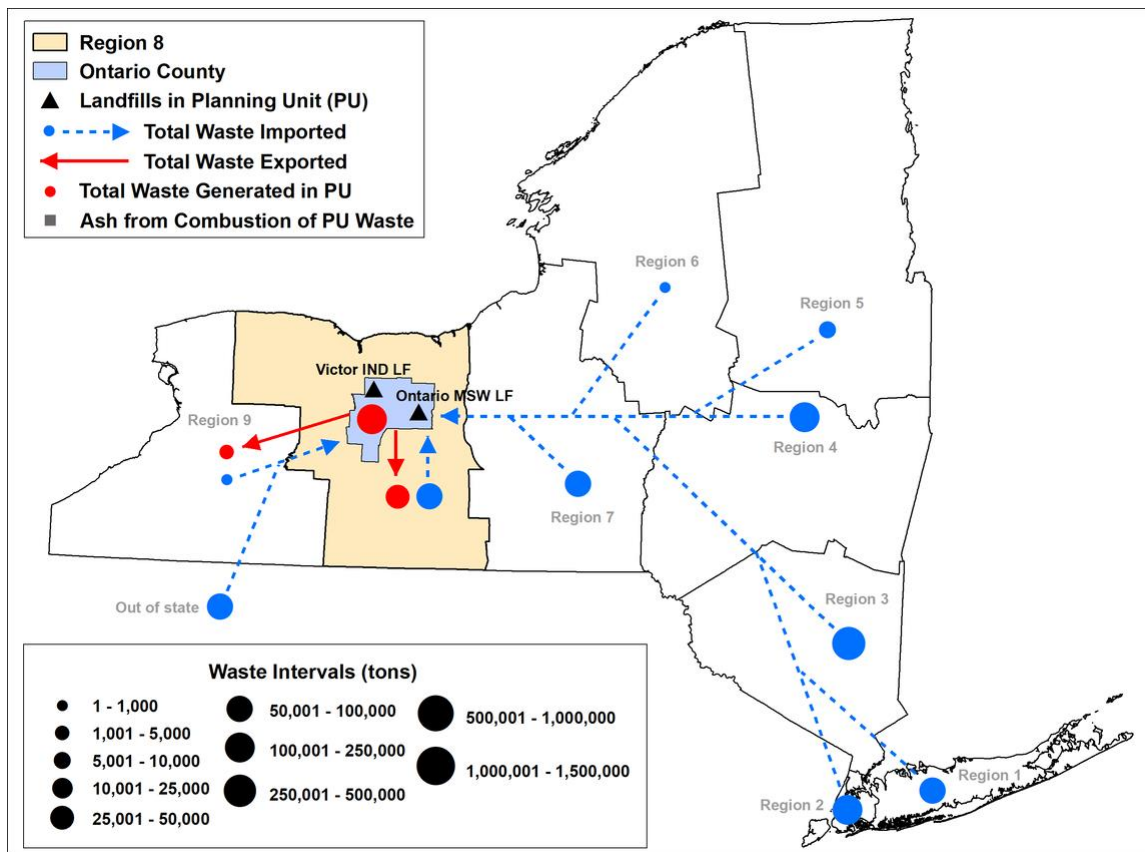 Region 8
Ontario County
Landfills in Planning Unit (PU)
Total Waste Imported
Total Waste Exported
Total Waste Generated in PU
Ash from Combustion of PU Waste
Region 6
Region 5
Victor IND LF
Ontario MSW LF
Region 9
Region 4
Region 7
Out of state
Region 3
Region 1
Region 2
Waste Intervals (tons)
1 - 1,000
1,001 - 5,000
5,001 - 10,000
10,001 - 25,000
25,001 - 50,000
50,001 - 100,000
100,001 - 250,000
250,001 - 500,000
500,001 - 1,000,000
1,000,001 - 1,500,000